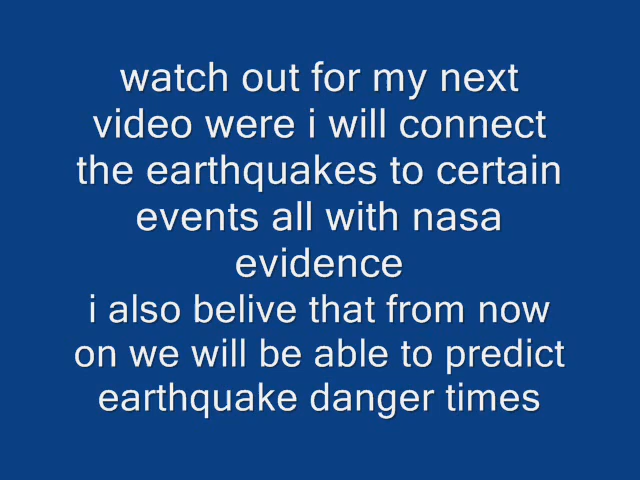 watch out for my next
video were i will connect
the earthquakes to certain
events all with nasa
evidence
i also belive that from now
on we will be able to predict
earthquake danger times